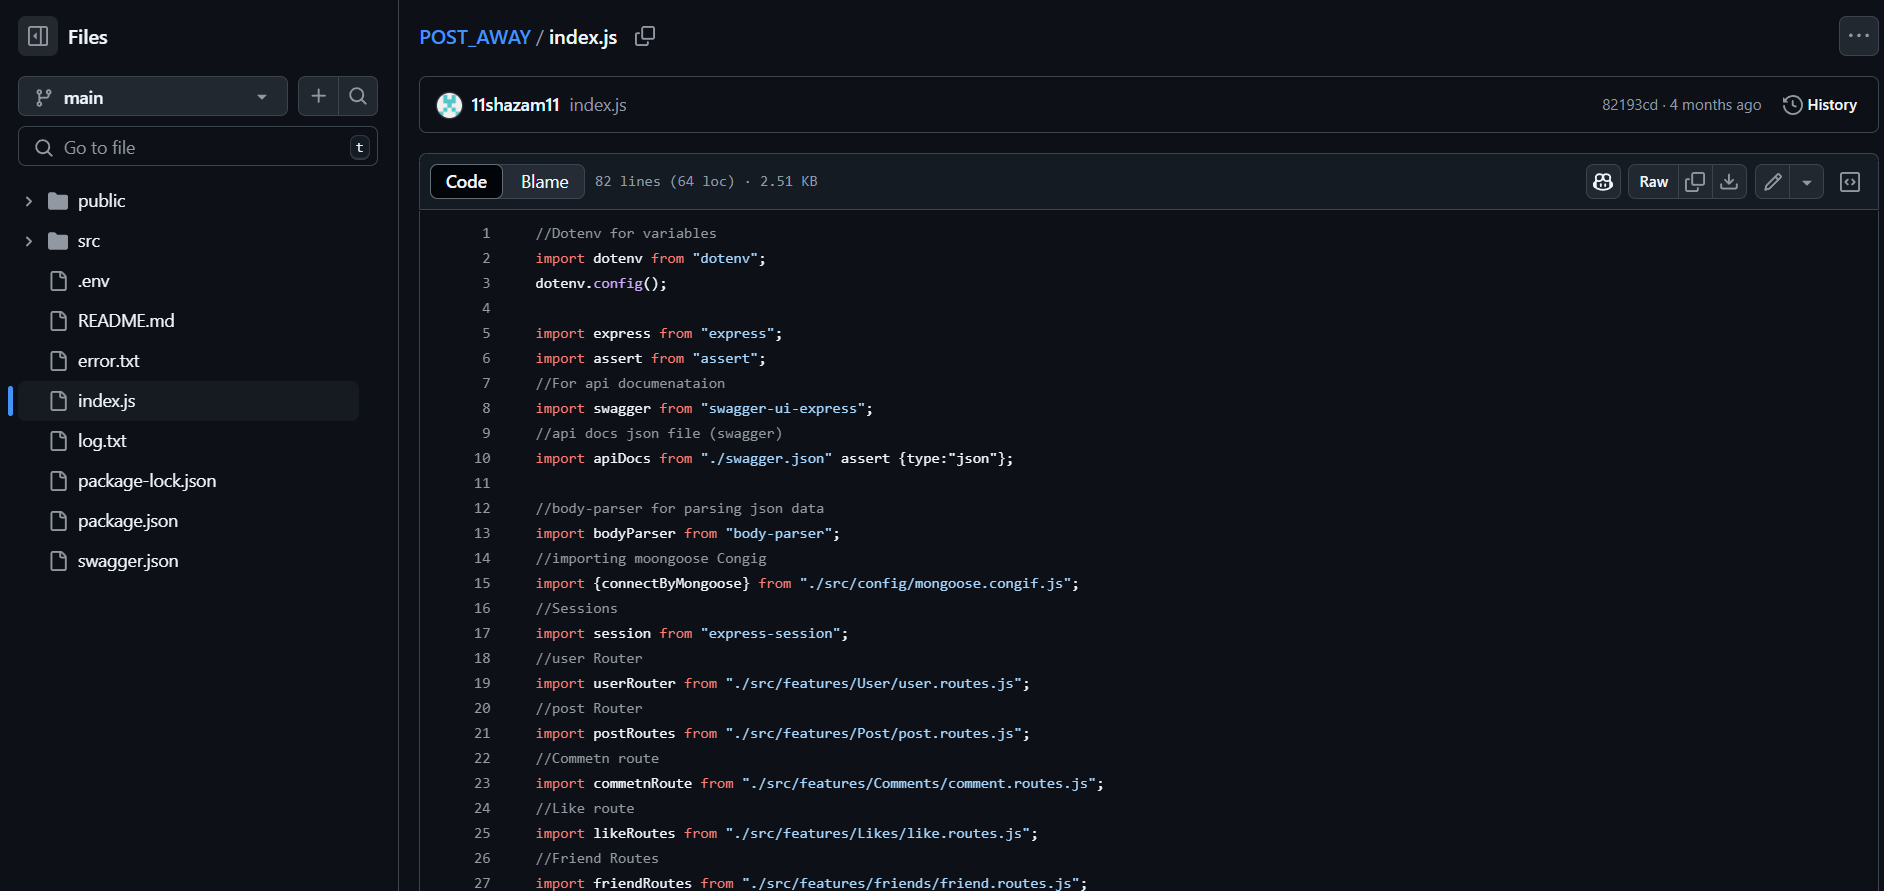 Files
main
Go to file
t
public
src
.env
README.md
error.txt
index.js
log.txt
package-lock.json
package.json
swagger.json
POST_AWAY / index.js
11shazam11 index.js
82193cd · 4 months ago
History
Code
Blame
82 lines (64 loc) · 2.51 KB
Raw
1 //Dotenv for variables
2 import dotenv from "dotenv";
3 dotenv.config();
4
5 import express from "express";
6 import assert from "assert";
7 //For api documenataion
8 import swagger from "swagger-ui-express";
9 //api docs json file (swagger)
10 import apiDocs from "./swagger.json" assert {type:"json"};
11
12 //body-parser for parsing json data
13 import bodyParser from "body-parser";
14 //importing moongoose Congig
15 import {connectByMongoose} from "./src/config/mongoose.congif.js";
16 //Sessions
17 import session from "express-session";
18 //user Router
19 import userRouter from "./src/features/User/user.routes.js";
20 //post Router
21 import postRoutes from "./src/features/Post/post.routes.js";
22 //Commetn route
23 import commetnRoute from "./src/features/Comments/comment.routes.js";
24 //Like route
25 import likeRoutes from "./src/features/Likes/like.routes.js";
26 //Friend Routes
27 import friendRoutes from "./src/features/friends/friend.routes.js";